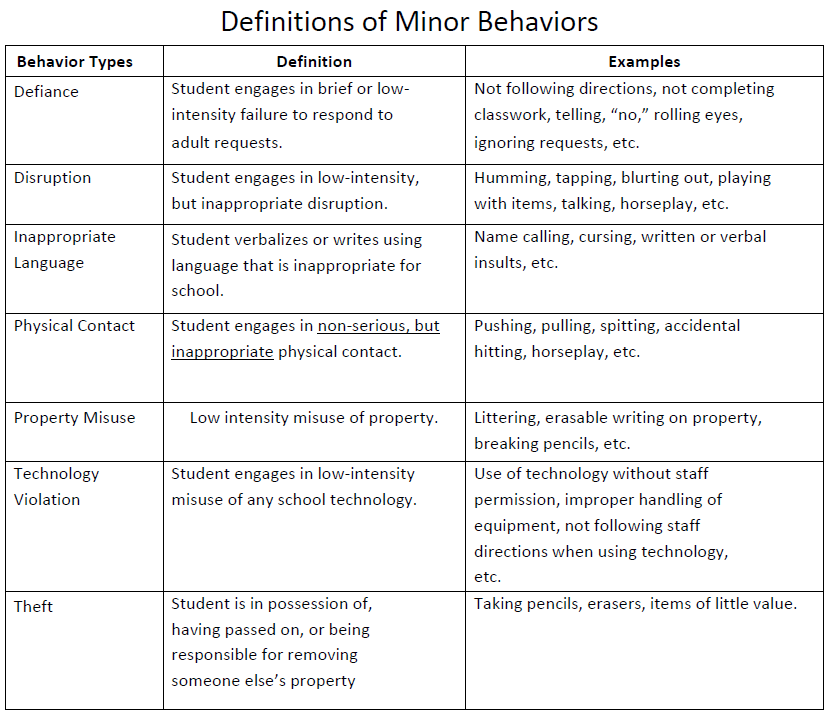 Definitions of Minor Behaviors
Behavior Types
Definition
Examples
Defiance
Student engages in brief or low-
intensity failure to respond to
adult requests.
Not following directions, not completing
classwork, telling, “no,” rolling eyes,
ignoring requests, etc.
Disruption
Student engages in low-intensity,
but inappropriate disruption.
Humming, tapping, blurting out, playing
with items, talking, horseplay, etc.
Inappropriate
Language
Student verbalizes or writes using
language that is inappropriate for
school.
Name calling, cursing, written or verbal
insults, etc.
Physical Contact
Student engages in non-serious, but
inappropriate physical contact.
Pushing, pulling, spitting, accidental
hitting, horseplay, etc.
Property Misuse
Low intensity misuse of property.
Littering, erasable writing on property,
breaking pencils, etc.
Technology
Violation
Student engages in low-intensity
misuse of any school technology.
Use of technology without staff
permission, improper handling of
equipment, not following staff
directions when using technology,
etc.
Theft
Student is in possession of,
having passed on, or being
responsible for removing
someone else’s property
Taking pencils, erasers, items of little value.